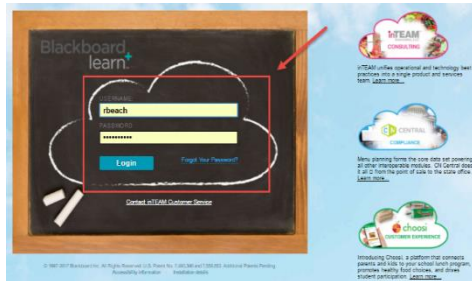 Blackboard
learn+
USERNAME
rbeach
PASSWORD
••••••••••
Login
Forgot Your Password?
Contact inTEAM Customer Service
Accessibility information
Installation details
inTEAM
CONSULTING
inTEAM unifies operational and technology best
practices into a single product and services
team. Learn more...
CENTRAL
COMPLIANCE
Menu planning forms the core data set powering
all other interoperable modules. CN Central does
it all from the point of sale to the state office.
Learn more...
choosi
CUSTOMER EXPERIENCE
Introducing Choosi, a platform that connects
parents and kids to your school lunch program,
promotes healthy food choices, and drives
student participation. Learn more...